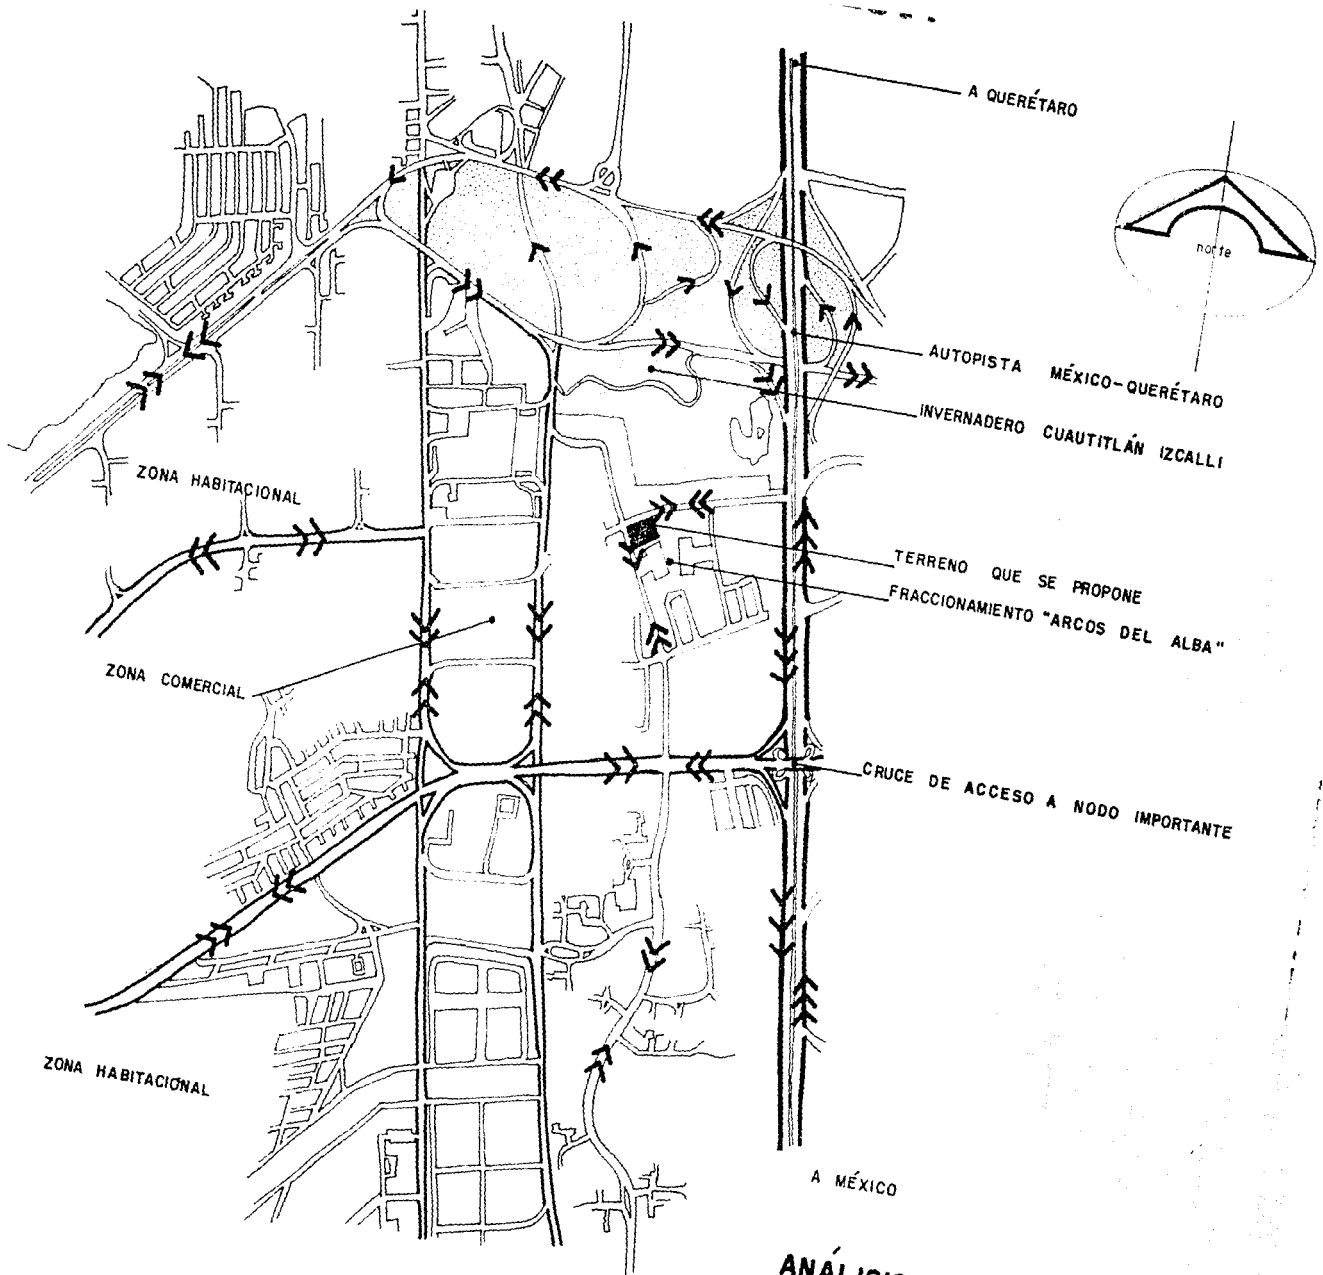 A QUERÉTARO
norte
AUTOPISTA MÉXICO-QUERÉTARO
INVERNADERO CUAUTITLÁN IZCALLI
ZONA HABITACIONAL
TERRENO QUE SE PROPONE
FRACCIONAMIENTO "ARCOS DEL ALBA"
ZONA COMERCIAL
CRUCE DE ACCESO A NODO IMPORTANTE
ZONA HABITACIONAL
A MÉXICO